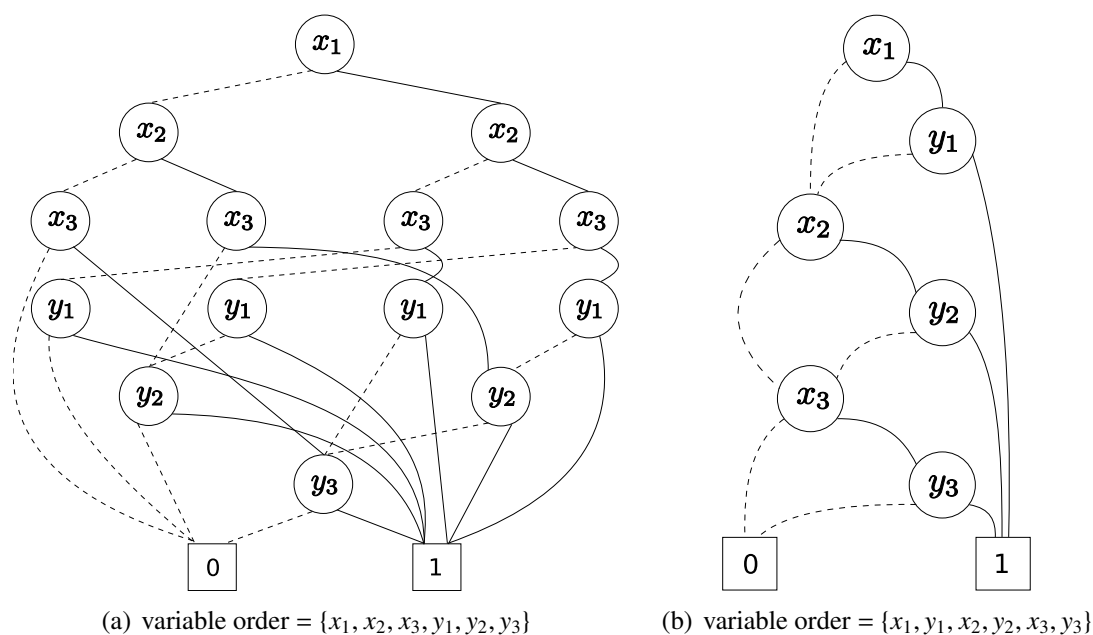 x₁
x₁
x₂ x₂
y₁
x₃ x₃ x₃ x₃
x₂
y₁ y₁ y₁ y₁
y₂
y₂ y₂
x₃
y₃
y₃
0 1
0 1
(a) variable order = {x₁, x₂, x₃, y₁, y₂, y₃}
(b) variable order = {x₁, y₁, x₂, y₂, x₃, y₃}